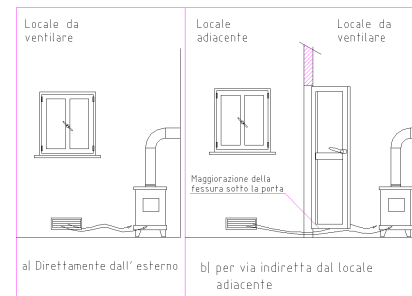 Locale da
ventilare
a) Direttamente dall' esterno
Locale
adiacente
Locale da
ventilare
Maggiorazione della
fessura sotto la porta
b) per via indiretta dal locale
adiacente